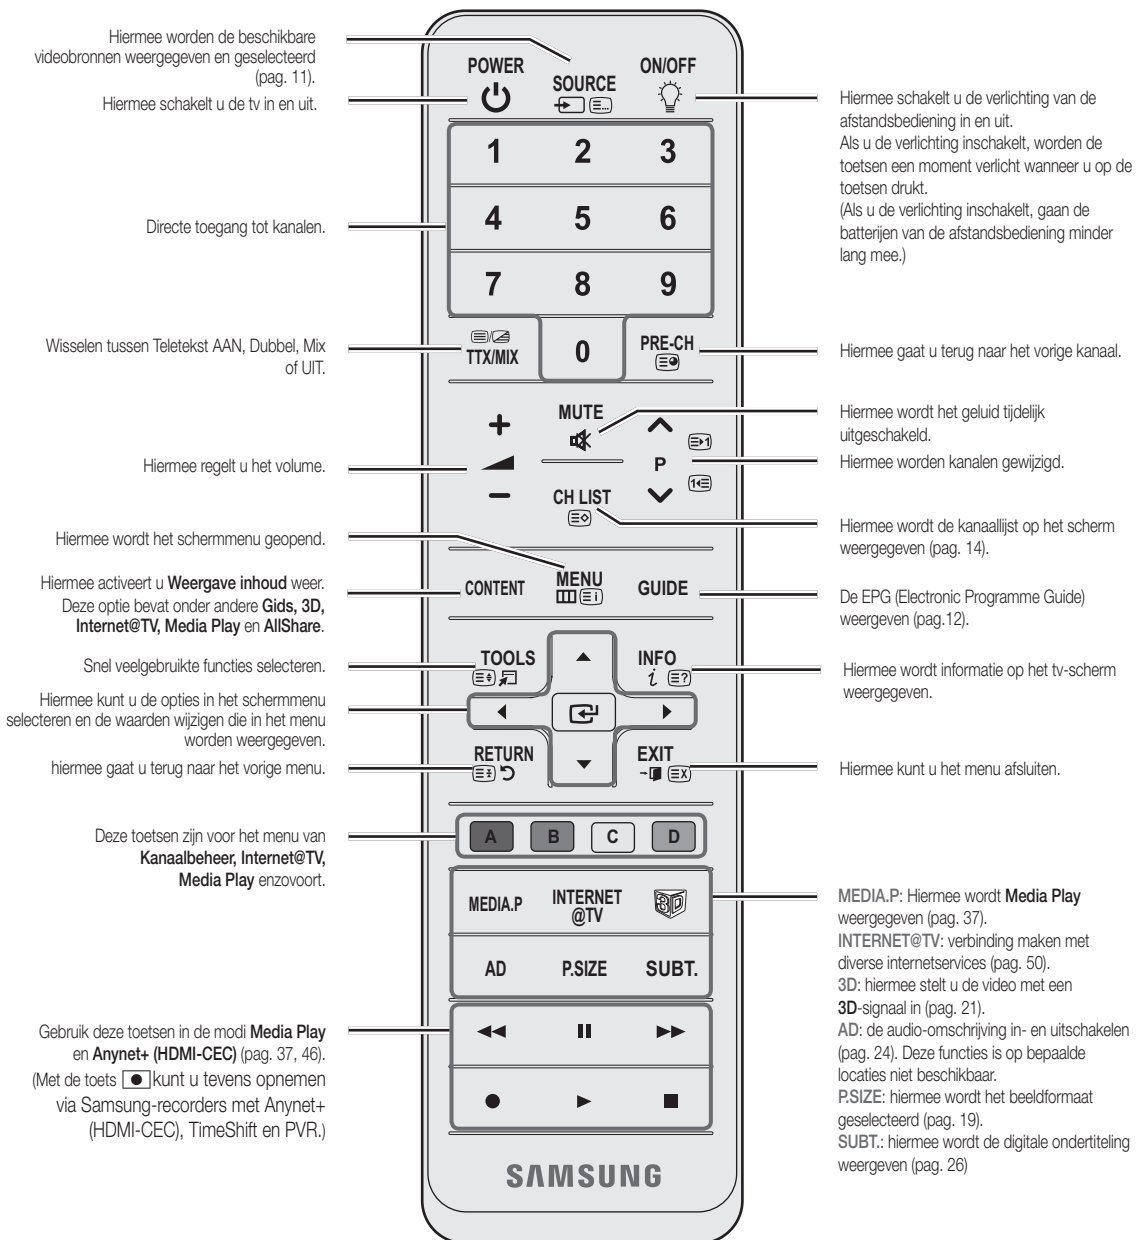 Hiermee worden de beschikbare
videobronnen weergegeven en geselecteerd
(pag. 11).
Hiermee schakelt u de tv in en uit.
Directe toegang tot kanalen.
Wisselen tussen Teletekst AAN, Dubbel, Mix
of UIT.
Hiermee regelt u het volume.
Hiermee wordt het schermmenu geopend.
Hiermee activeert u Weergave inhoud weer.
Deze optie bevat onder andere Gids, 3D,
Internet@TV, Media Play en AllShare.
Snel veelgebruikte functies selecteren.
Hiermee kunt u de opties in het schermmenu
selecteren en de waarden wijzigen die in het menu
worden weergegeven.
hiermee gaat u terug naar het vorige menu.
Deze toetsen zijn voor het menu van
Kanaalbeheer, Internet@TV,
Media Play enzovoort.
Gebruik deze toetsen in de modi Media Play
en Anynet+ (HDMI-CEC) (pag. 37, 46).
(Met de toets kunt u tevens opnemen
via Samsung-recorders met Anynet+
(HDMI-CEC), TimeShift en PVR.)
POWER
SOURCE
ON/OFF
1 2 3
4 5 6
7 8 9
TTX/MIX
0
PRE-CH
MUTE
1
P
1
CH LIST
CONTENT
MENU
GUIDE
TOOLS
INFO
RETURN
EXIT
A B C D
MEDIA.P
INTERNET
@TV
3D
AD
P.SIZE
SUBT.
SAMSUNG
Hiermee schakelt u de verlichting van de
afstandsbediening in en uit.
Als u de verlichting inschakelt, worden de
toetsen een moment verlicht wanneer u op de
toetsen drukt.
(Als u de verlichting inschakelt, gaan de
batterijen van de afstandsbediening minder
lang mee.)
Hiermee gaat u terug naar het vorige kanaal.
Hiermee wordt het geluid tijdelijk
uitgeschakeld.
Hiermee worden kanalen gewijzigd.
Hiermee wordt de kanaallijst op het scherm
weergegeven (pag. 14).
De EPG (Electronic Programme Guide)
weergeven (pag.12).
Hiermee wordt informatie op het tv-scherm
weergegeven.
Hiermee kunt u het menu afsluiten.
MEDIA.P: Hiermee wordt Media Play
weergegeven (pag. 37).
INTERNET@TV: verbinding maken met
diverse internetservices (pag. 50).
3D: hiermee stelt u de video met een
3D-signaal in (pag. 21).
AD: de audio-omschrijving in- en uitschakelen
(pag. 24). Deze functies is op bepaalde
locaties niet beschikbaar.
P.SIZE: hiermee wordt het beeldformaat
geselecteerd (pag. 19).
SUBT.: hiermee wordt de digitale ondertiteling
weergeven (pag. 26)